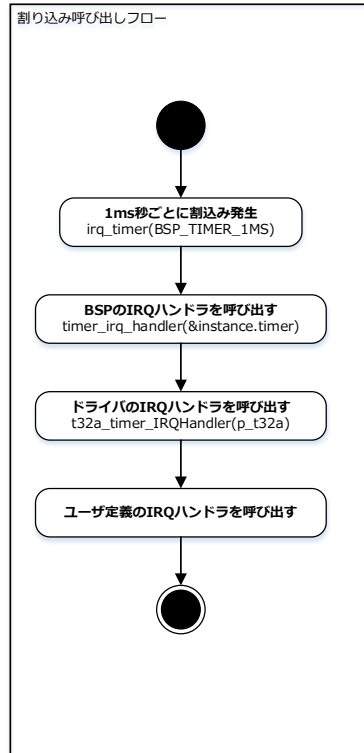 割り込み呼び出しフロー
1ms秒ごとに割込み発生
irq_timer(BSP_TIMER_1MS)
BSPのIRQハンドラを呼び出す
timer_irq_handler(&instance.timer)
ドライバのIRQハンドラを呼び出す
t32a_timer_IRQHandler(p_t32a)
ユーザ定義のIRQハンドラを呼び出す